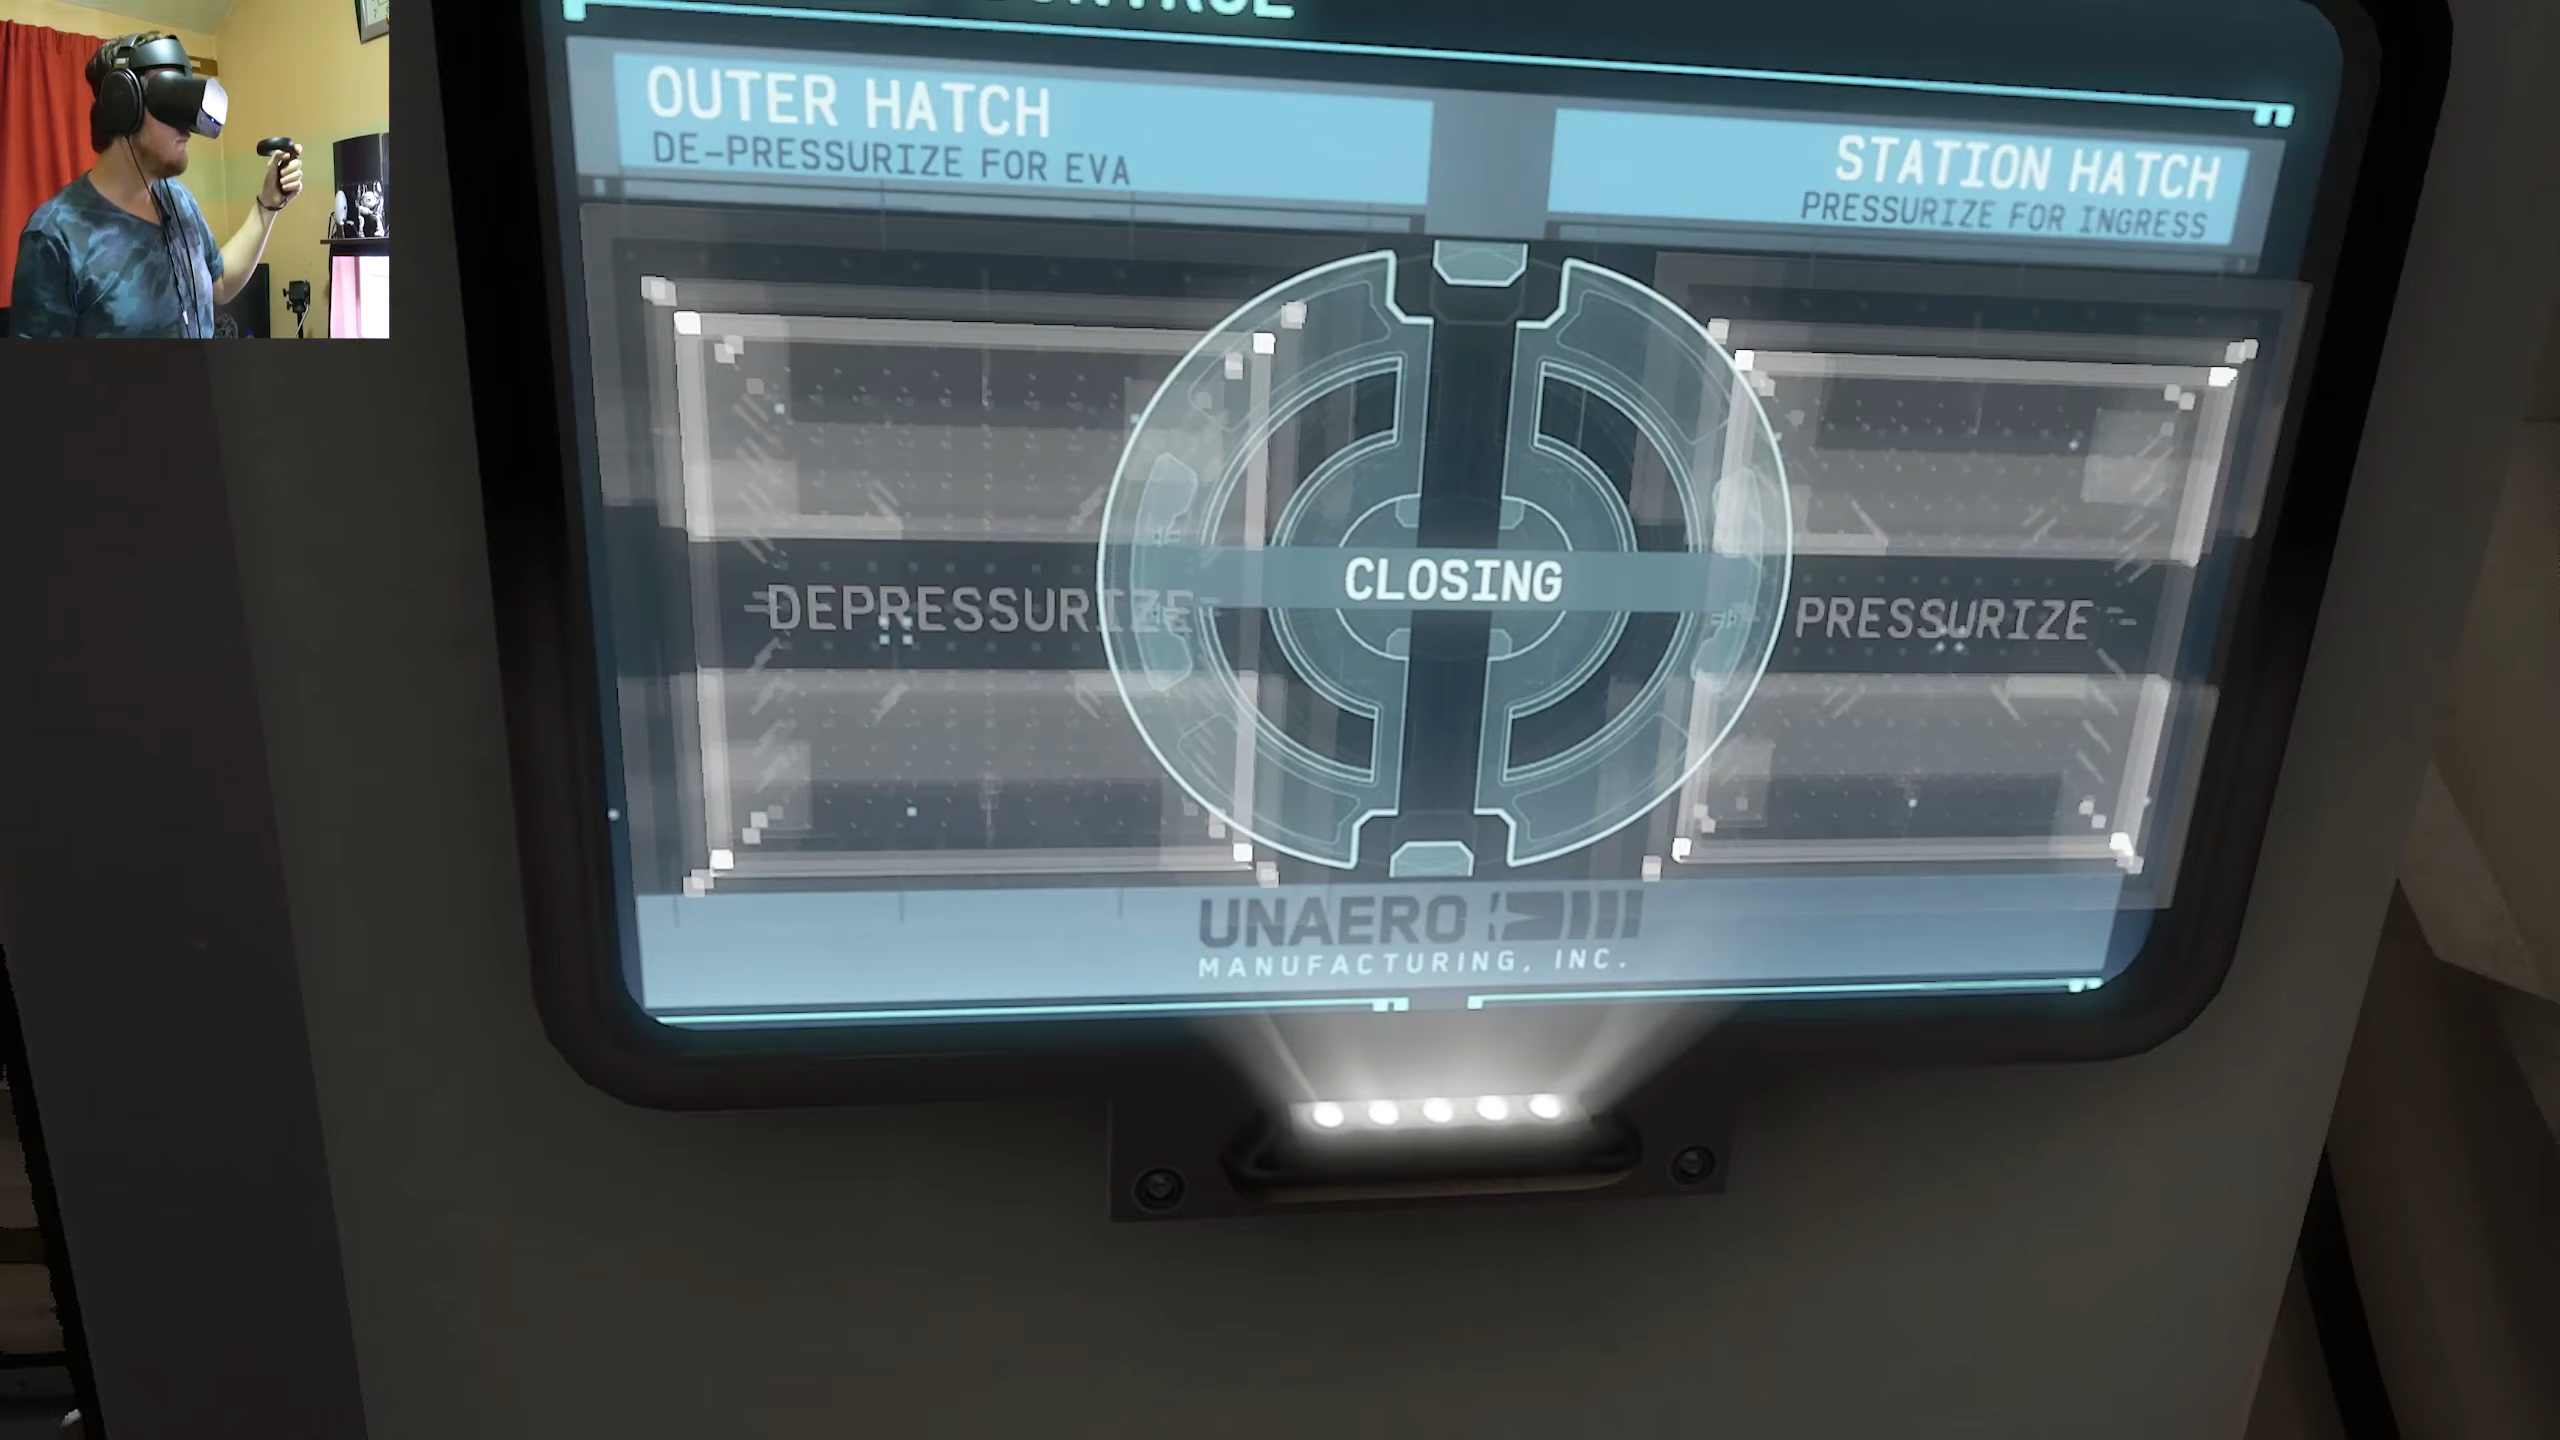 OUTER HATCH
DE-PRESSURIZE FOR EVA
STATION HATCH
PRESSURIZE FOR INGRESS
DEPRESSURIZE
CLOSING
PRESSURIZE
UNAERO
MANUFACTURING, INC.